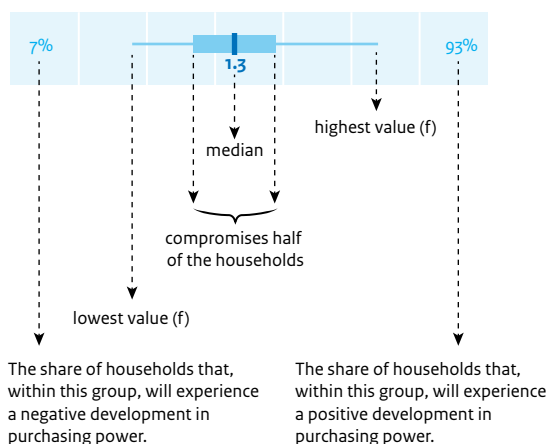 7%
93%
1.3
highest value (f)
median
compromises half
of the households
lowest value (f)
The share of households that,
within this group, will experience
a negative development in
purchasing power.
The share of households that,
within this group, will experience
a positive development in
purchasing power.